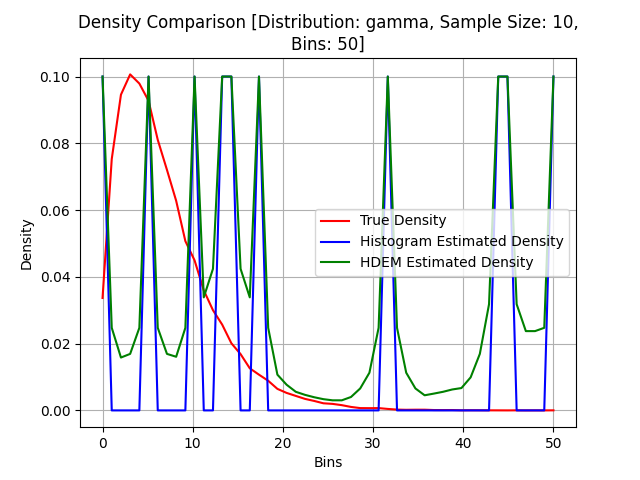 Density Comparison [Distribution: gamma, Sample Size: 10,
Bins: 50]
0.10
0.08
0.06
0.04
0.02
0.00
Density
True Density
Histogram Estimated Density
HDEM Estimated Density
0 10 20 30 40 50
Bins